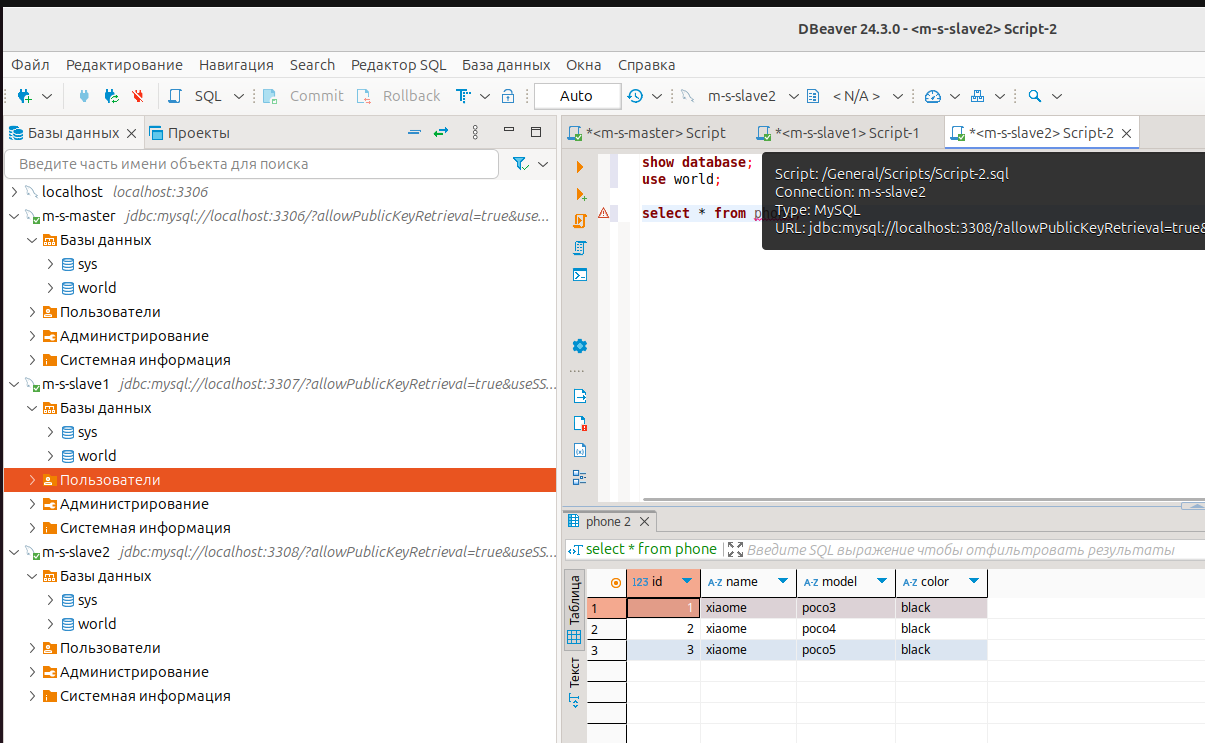 DBeaver 24.3.0 - <m-s-slave2> Script-2
Файл Редактирование Навигация Search Редактор SQL База данных Окна Справка
SQL Commit Rollback Auto m-s-slave2 < N/A >
Базы данных Проекты
Введите часть имени объекта для поиска
localhost localhost:3306
m-s-master jdbc:mysql://localhost:3306/?allowPublicKeyRetrieval=true&use...
Базы данных
sys
world
Пользователи
Администрирование
Системная информация
m-s-slave1 jdbc:mysql://localhost:3307/?allowPublicKeyRetrieval=true&useSS...
Базы данных
sys
world
Пользователи
Администрирование
Системная информация
m-s-slave2 jdbc:mysql://localhost:3308/?allowPublicKeyRetrieval=true&useSS...
Базы данных
sys
world
Пользователи
Администрирование
Системная информация
*<m-s-master> Script *<m-s-slave1> Script-1 *<m-s-slave2> Script-2
show database;
use world;
select * from
Script: /General/Scripts/Script-2.sql
Connection: m-s-slave2
Type: MySQL
URL: jdbc:mysql://localhost:3308/?allowPublicKeyRetrieval=true&
phone 2
select * from phone Введите SQL выражение чтобы отфильтровать результаты
Таблица
Текст
123 id A-Z name A-Z model A-Z color
1 1 xiaome poco3 black
2 2 xiaome poco4 black
3 3 xiaome poco5 black